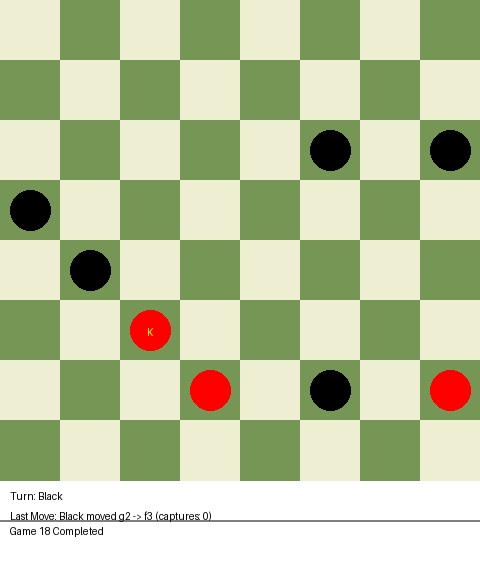 K
Turn: Black
Last Move: Black moved g2 -> f3 (captures: 0)
Game 18 Completed